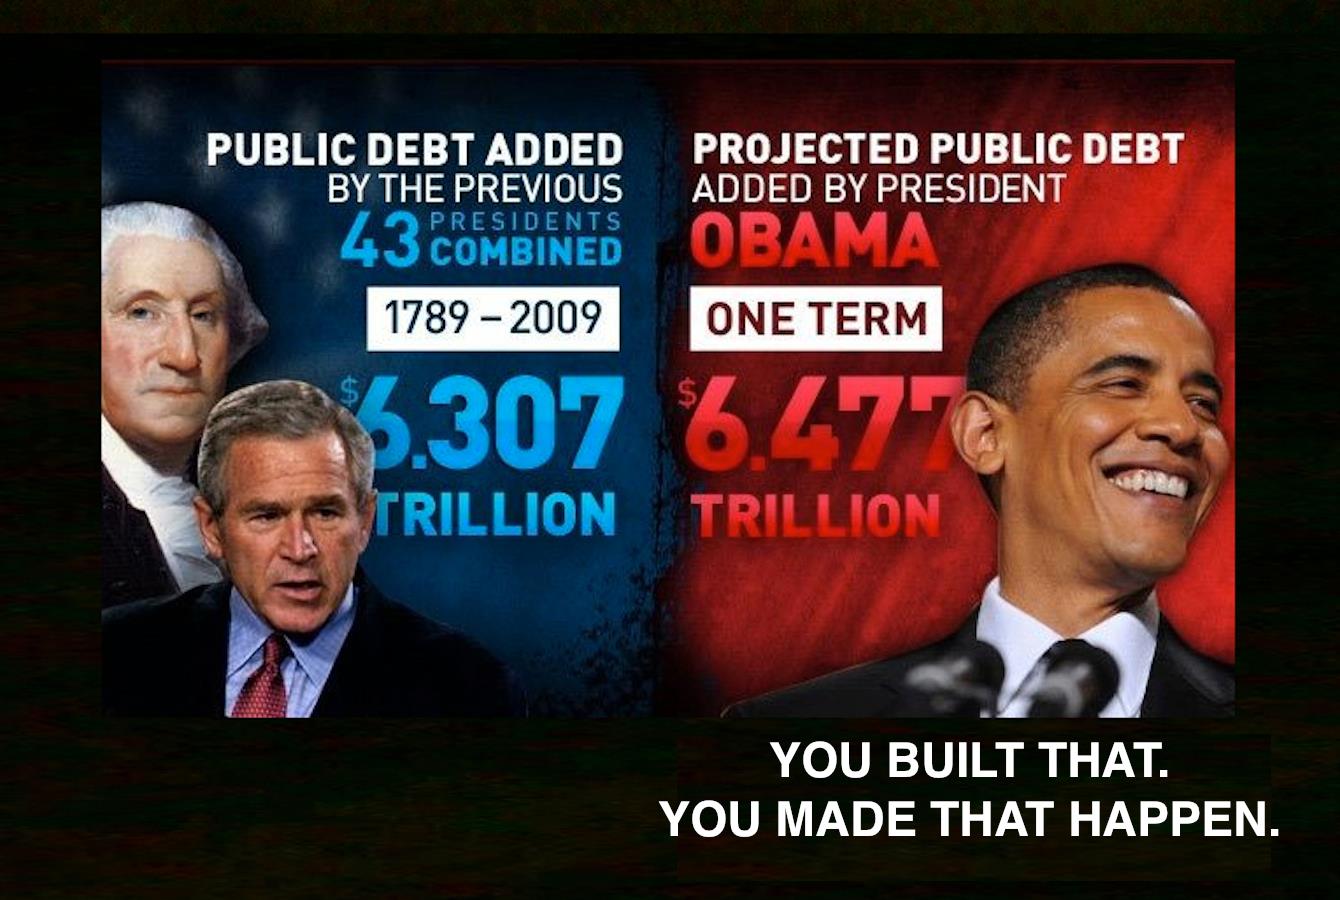 PUBLIC DEBT ADDED
BY THE PREVIOUS
43 PRESIDENTS
COMBINED
1789 – 2009
$6.307
TRILLION
PROJECTED PUBLIC DEBT
ADDED BY PRESIDENT
OBAMA
ONE TERM
$6.477
TRILLION
YOU BUILT THAT.
YOU MADE THAT HAPPEN.